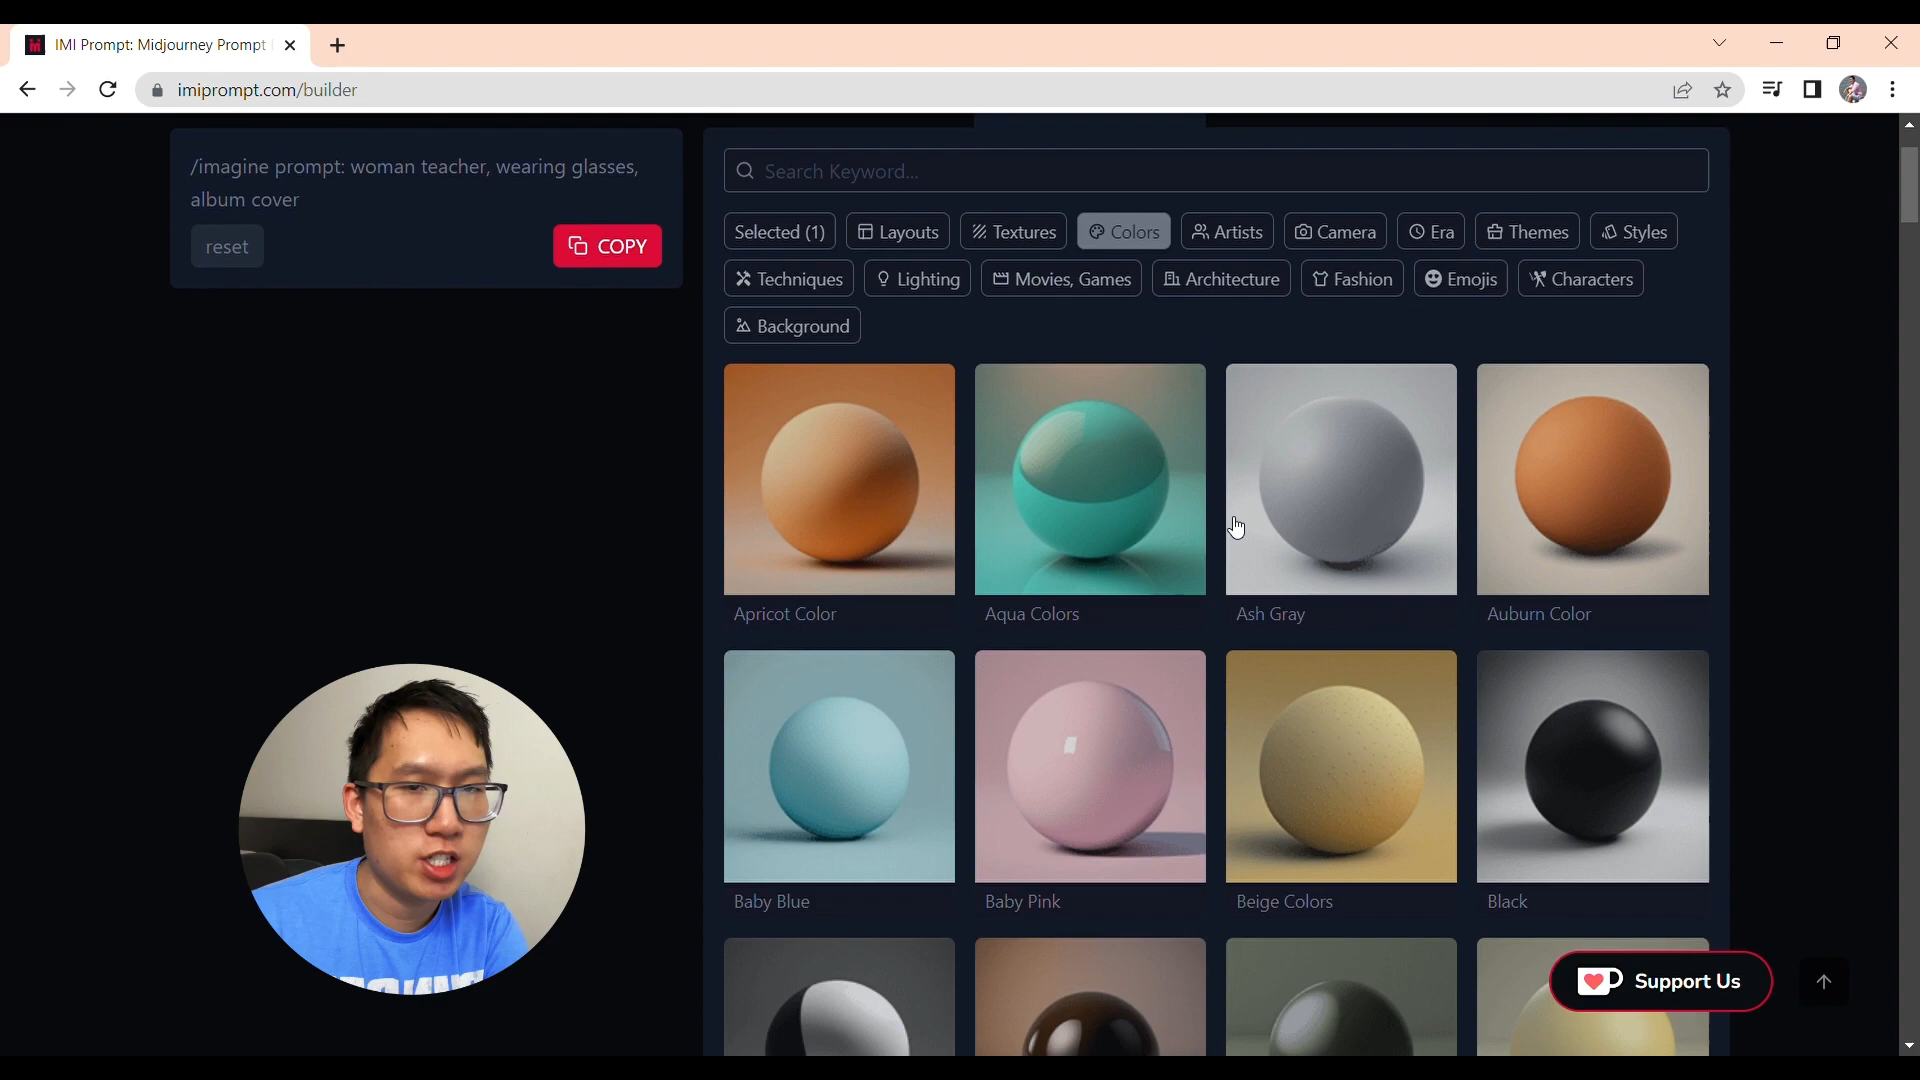 IMI Prompt: Midjourney Prompt
imiprompt.com/builder
/imagine prompt: woman teacher, wearing glasses,
album cover
reset
COPY
Search Keyword...
Selected (1)
Layouts
Textures
Colors
Artists
Camera
Era
Themes
Styles
Techniques
Lighting
Movies, Games
Architecture
Fashion
Emojis
Characters
Background
Apricot Color
Aqua Colors
Ash Gray
Auburn Color
Baby Blue
Baby Pink
Beige Colors
Black
Support Us